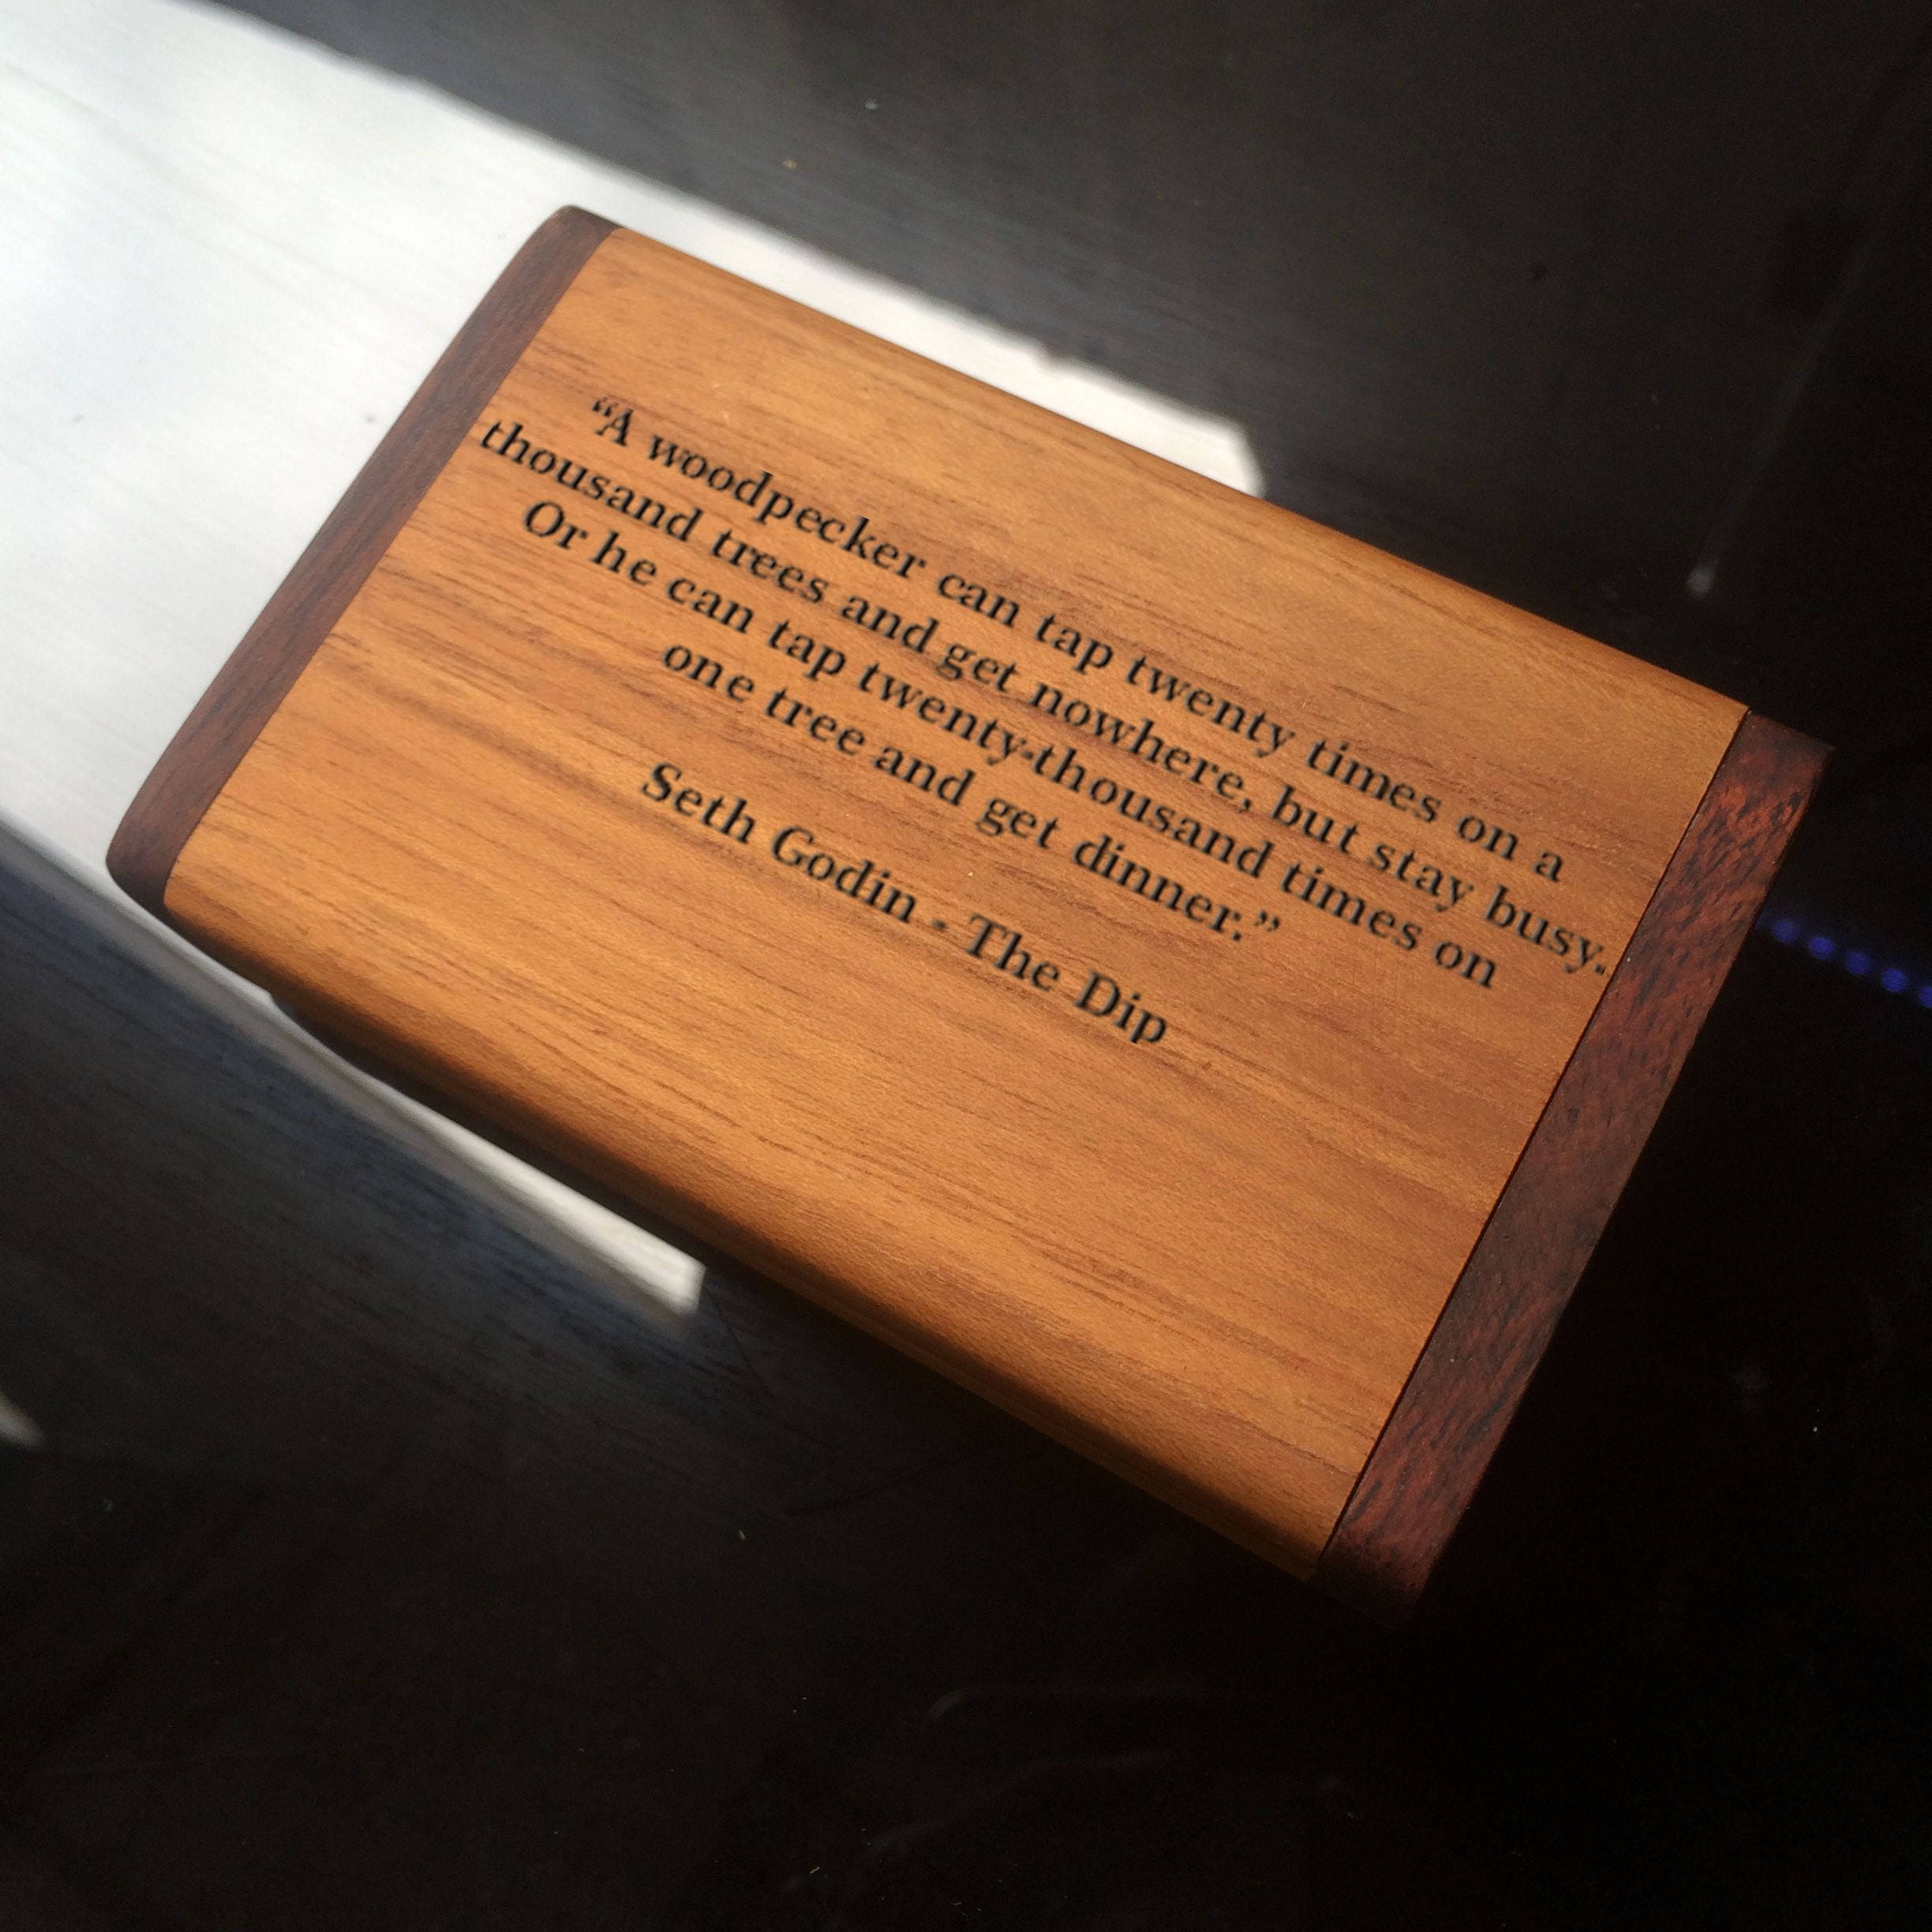 “A woodpecker can tap twenty times on a
thousand trees and get nowhere, but stay busy.
Or he can tap twenty-thousand times on
one tree and get dinner.”
Seth Godin - The Dip